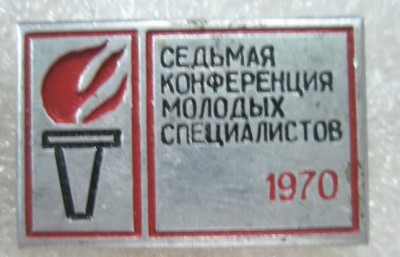 СЕДЬМАЯ
КОНФЕРЕНЦИЯ
МОЛОДЫХ
СПЕЦИАЛИСТОВ
1970